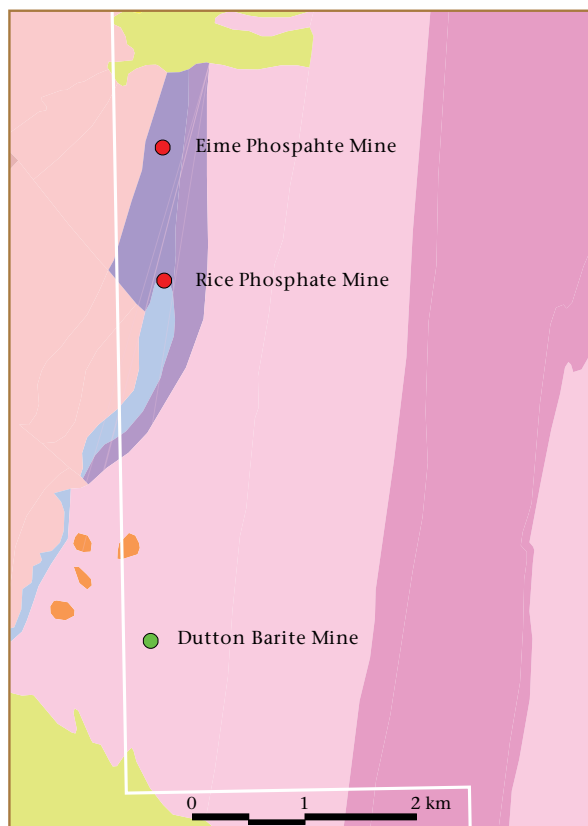 Eime Phospahte Mine
Rice Phosphate Mine
Dutton Barite Mine
0 1 2 km